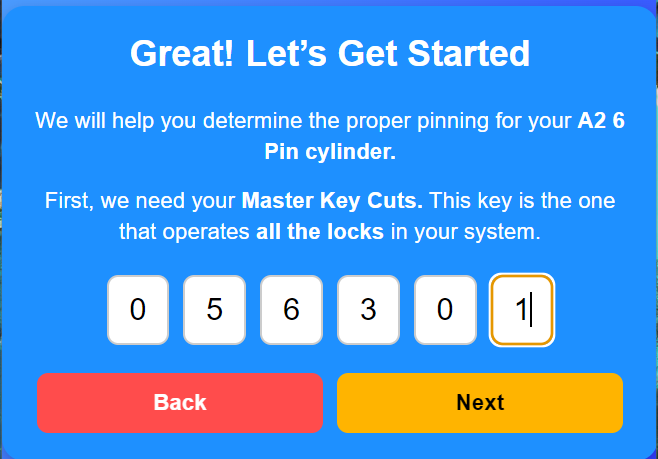 Great! Let’s Get Started
We will help you determine the proper pinning for your A2 6
Pin cylinder.
First, we need your Master Key Cuts. This key is the one
that operates all the locks in your system.
0 5 6 3 0 1
Back Next